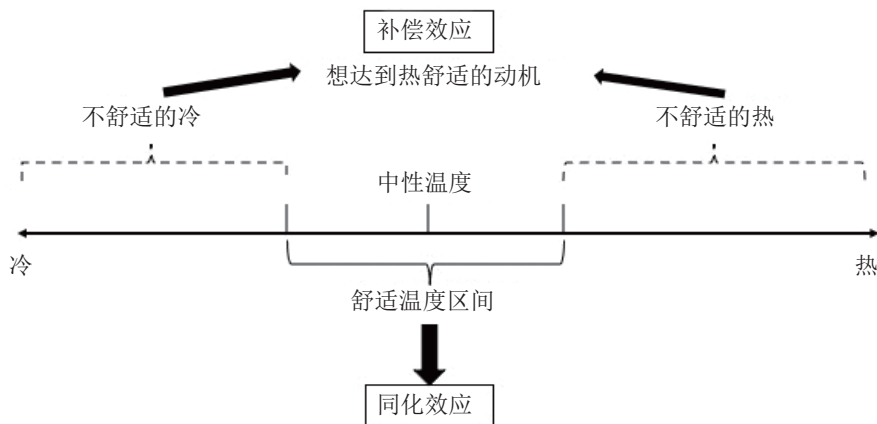 补偿效应
想达到热舒适的动机
不舒适的冷
不舒适的热
中性温度
冷
热
舒适温度区间
同化效应